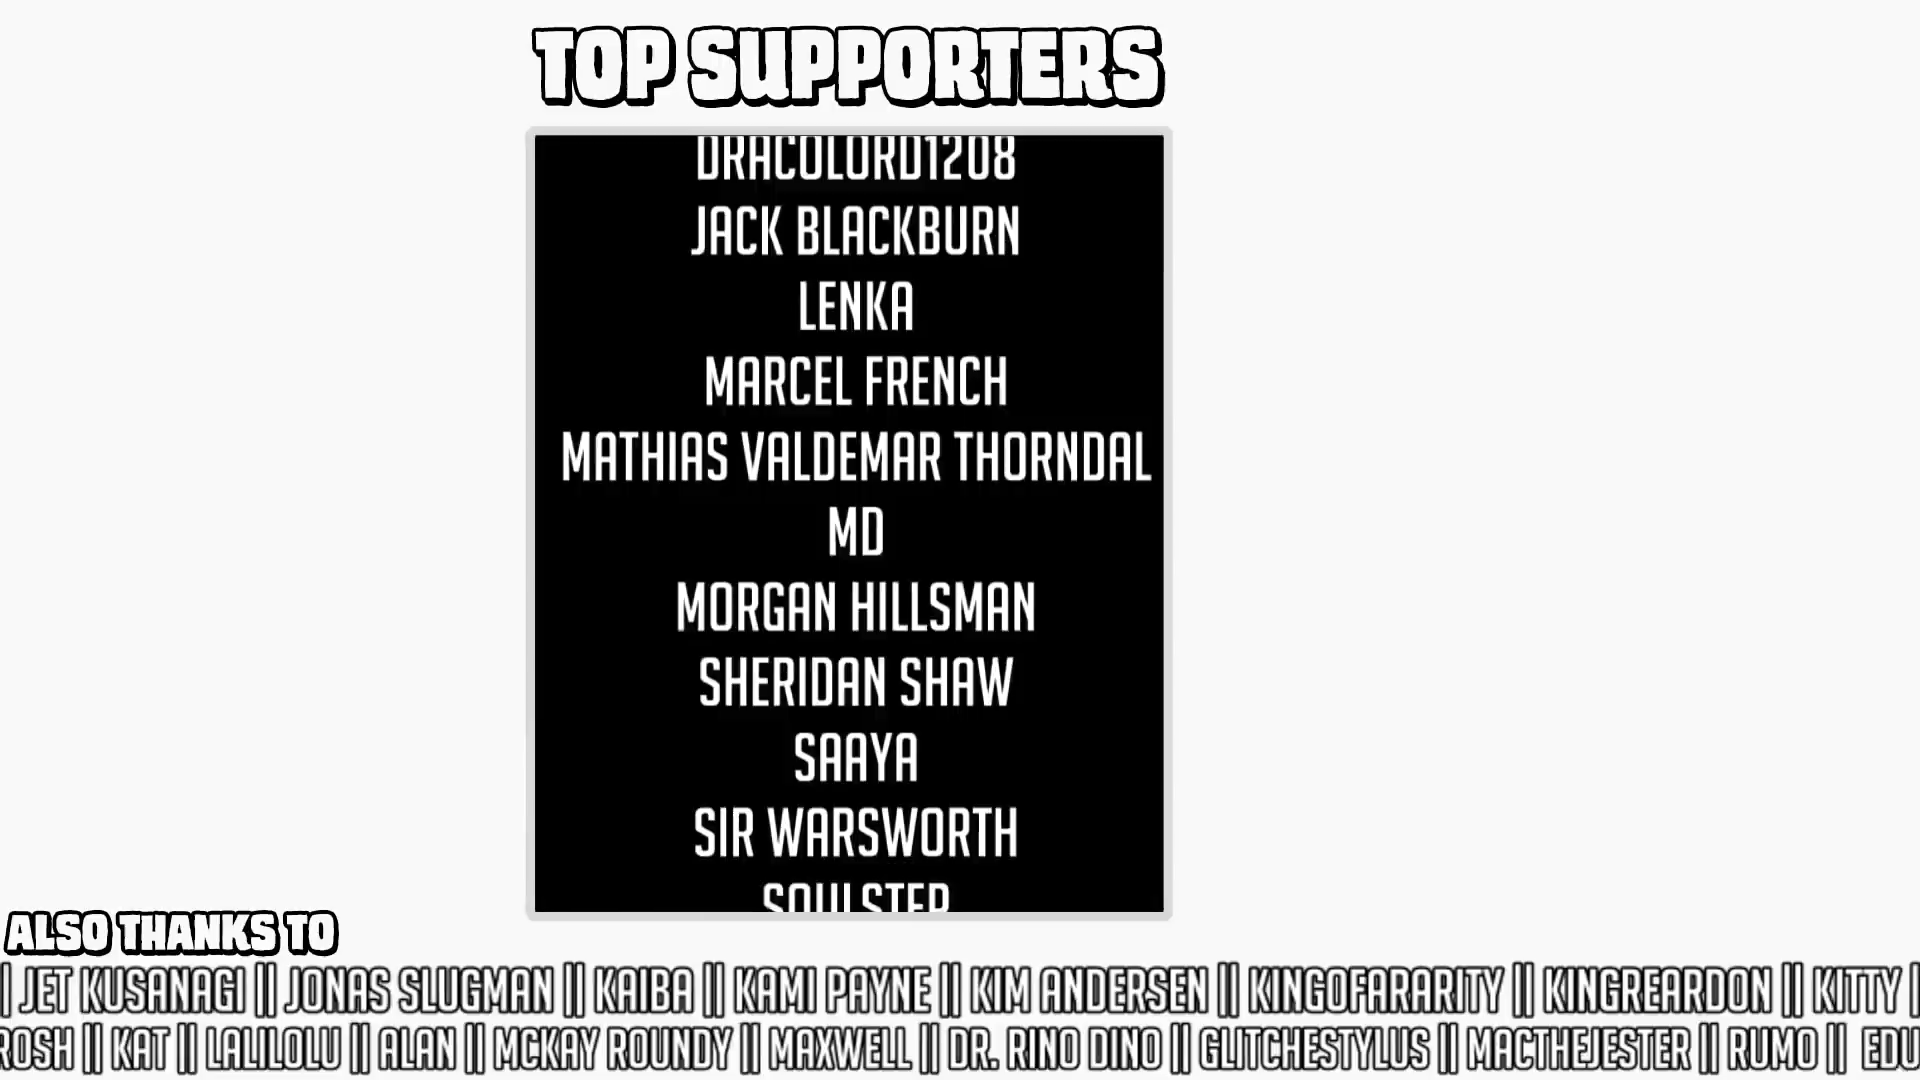 TOP SUPPORTERS
DRACOLORD1208
JACK BLACKBURN
LENKA
MARCEL FRENCH
MATHIAS VALDEMAR THORNDAL
MD
MORGAN HILLSMAN
SHERIDAN SHAW
SAAYA
SIR WARSWORTH
ALSO THANKS TO
| JET KUSANAGI || JONAS SLUGMAN || KAIBA || KAMI PAYNE || KIM ANDERSEN || KINGOFARARITY || KINGREARDON || KITTY |
ROSH || KAT || LALILOLU || ALAN || MCKAY ROUNDY || MAXWELL || DR. RINO DINO || GLITCHESTYLUS || MACTHEJESTER || RUMO || EDU